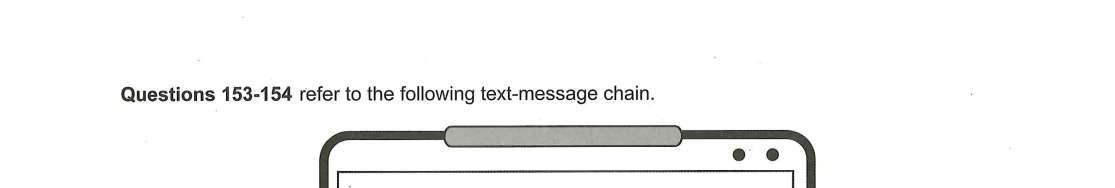 Questions 153-154 refer to the following text-message chain.